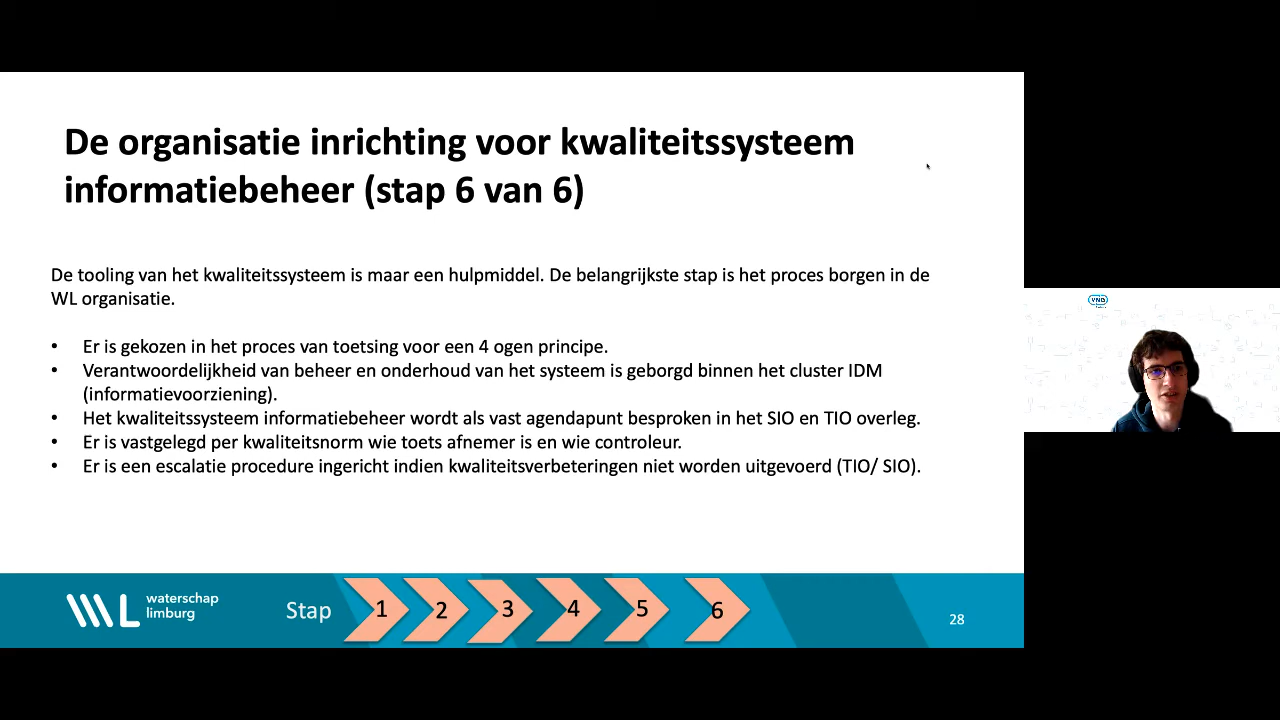 De organisatie inrichting voor kwaliteitssysteem
informatiebeheer (stap 6 van 6)
De tooling van het kwaliteitssysteem is maar een hulpmiddel. De belangrijkste stap is het proces borgen in de
WL organisatie.
• Er is gekozen in het proces van toetsing voor een 4 ogen principe.
• Verantwoordelijkheid van beheer en onderhoud van het systeem is geborgd binnen het cluster IDM
(informatievoorziening).
• Het kwaliteitssysteem informatiebeheer wordt als vast agendapunt besproken in het SIO en TIO overleg.
• Er is vastgelegd per kwaliteitsnorm wie toets afnemer is en wie controleur.
• Er is een escalatie procedure ingericht indien kwaliteitsverbeteringen niet worden uitgevoerd (TIO/ SIO).
VNG
WL waterschap
limburg
Stap 1 2 3 4 5 6
28